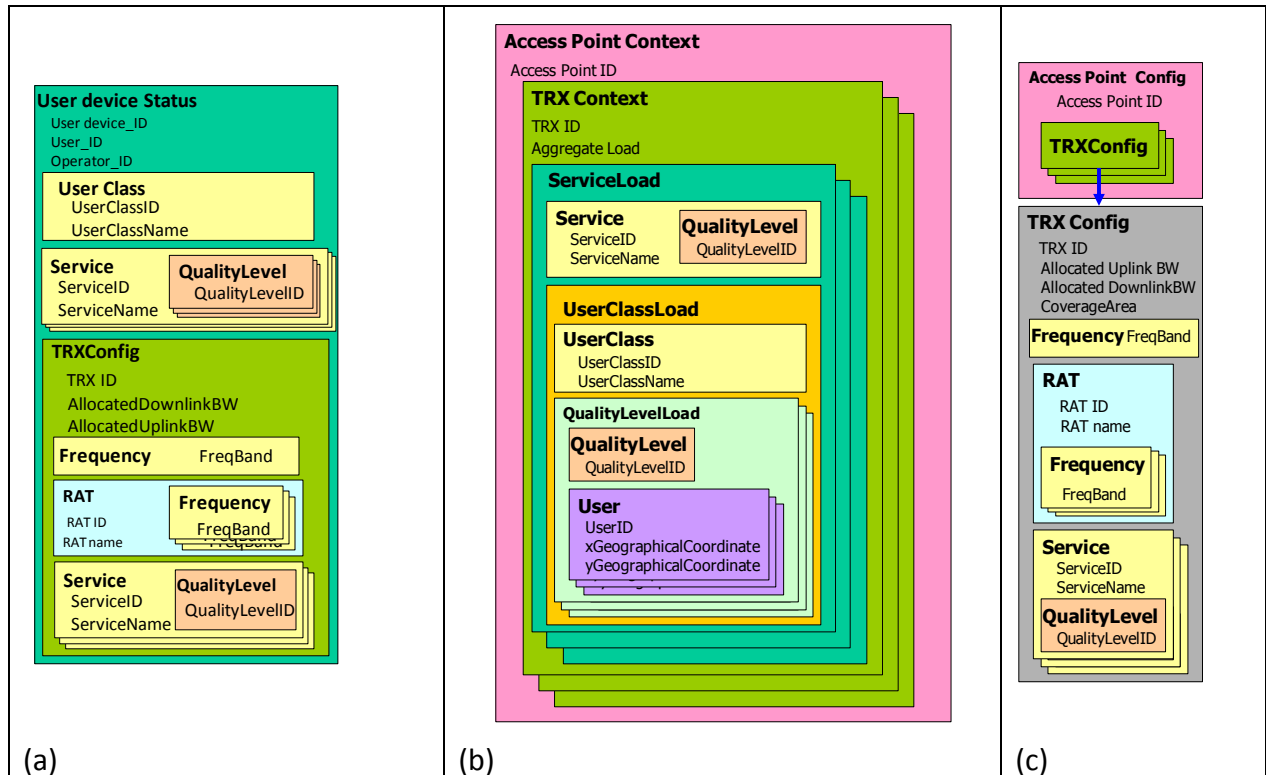 User device Status
User device_ID
User_ID
Operator_ID
User Class
UserClassID
UserClassName
Service
ServiceID
ServiceName
QualityLevel
QualityLevelID
TRXConfig
TRX ID
AllocatedDownlinkBW
AllocatedUplinkBW
Frequency FreqBand
RAT
RAT ID
RAT name
Frequency
FreqBand
FreqBand
Service
ServiceID
ServiceName
QualityLevel
QualityLevelID
(a)
Access Point Context
Access Point ID
TRX Context
TRX ID
Aggregate Load
ServiceLoad
Service
ServiceID
ServiceName
QualityLevel
QualityLevelID
UserClassLoad
UserClass
UserClassID
UserClassName
QualityLevelLoad
QualityLevel
QualityLevelID
User
UserID
xGeographicalCoordinate
yGeographicalCoordinate
(b)
Access Point Config
Access Point ID
TRXConfig
TRX Config
TRX ID
Allocated Uplink BW
Allocated DownlinkBW
CoverageArea
Frequency FreqBand
RAT
RAT ID
RAT name
Frequency
FreqBand
Service
ServiceID
ServiceName
QualityLevel
QualityLevelID
(c)